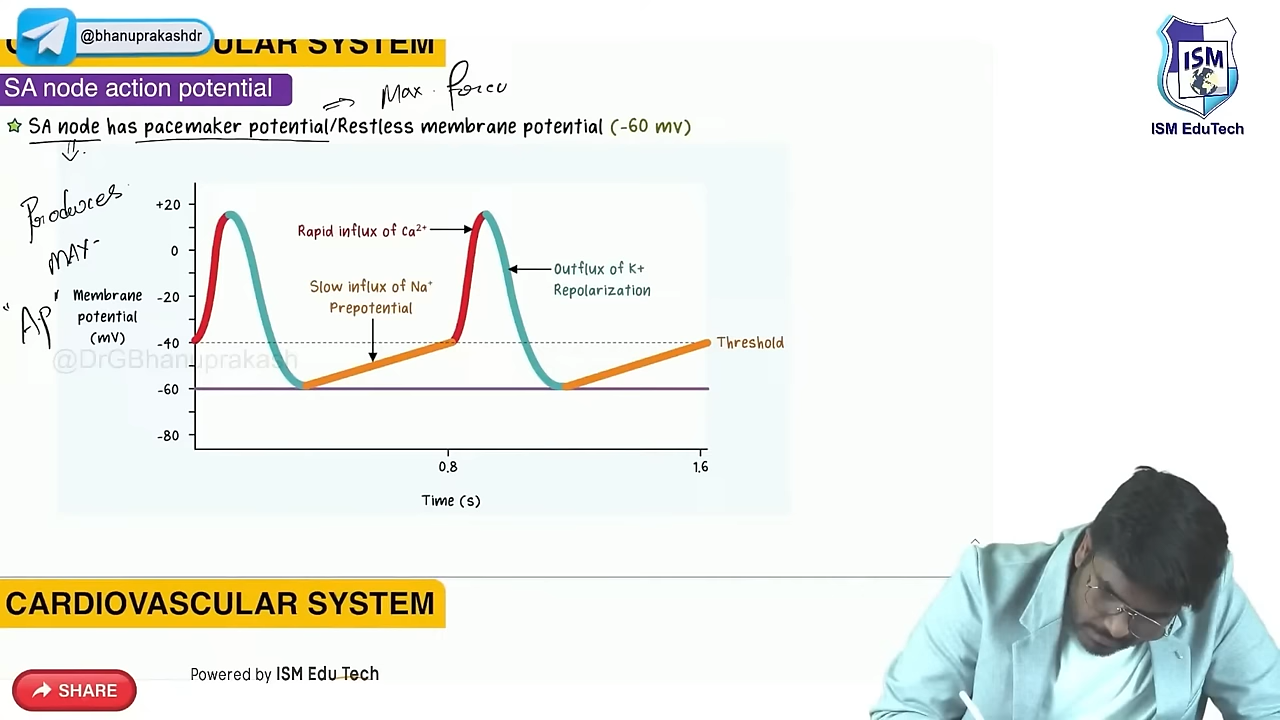 @bhanuprakashdr
ULAR SYSTEM
SA node action potential
Max. force
SA node has pacemaker potential/Restless membrane potential (-60 mv)
ISM
ISM EduTech
Produces
MAX-
"AP"
+20
0
-20
-40
-60
-80
Membrane
potential
(mV)
Rapid influx of Ca²⁺
Slow influx of Na⁺
Prepotential
Outflux of K+
Repolarization
Threshold
@DrGBhanuprakash
0.8
1.6
Time (s)
CARDIOVASCULAR SYSTEM
Powered by ISM Edu Tech
SHARE